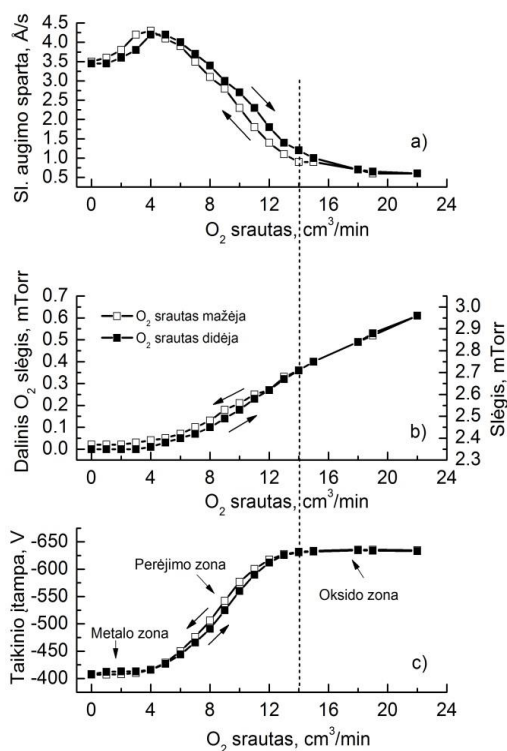 4.5
4.0
3.5
3.0
2.5
2.0
1.5
1.0
0.5
Sl. augimo sparta, Å/s
a)
0 4 8 12 16 20 24
O₂ srautas, cm³/min
0.7
0.6
0.5
0.4
0.3
0.2
0.1
0.0
Dalinis O₂ slėgis, mTorr
O₂ srautas mažėja
O₂ srautas didėja
b)
3.0
2.9
2.8
2.7
2.6
2.5
2.4
2.3
Slėgis, mTorr
0 4 8 12 16 20 24
O₂ srautas, cm³/min
-650
-600
-550
-500
-450
-400
Taikinio įtampa, V
Perėjimo zona
Metalo zona
Oksido zona
c)
0 4 8 12 16 20 24
O₂ srautas, cm³/min